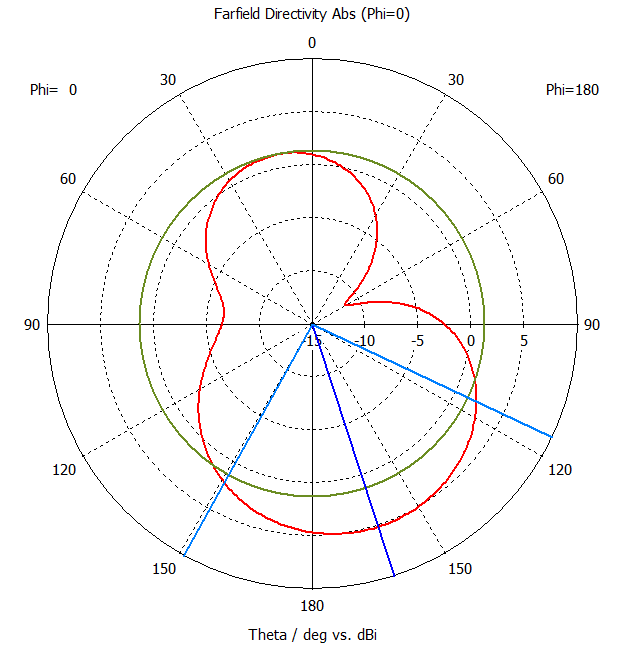 Farfield Directivity Abs (Phi=0)
0
30 30
Phi= 0 Phi=180
60 60
90 90
-15 -10 -5 0 5
120 120
150 150
180
Theta / deg vs. dBi